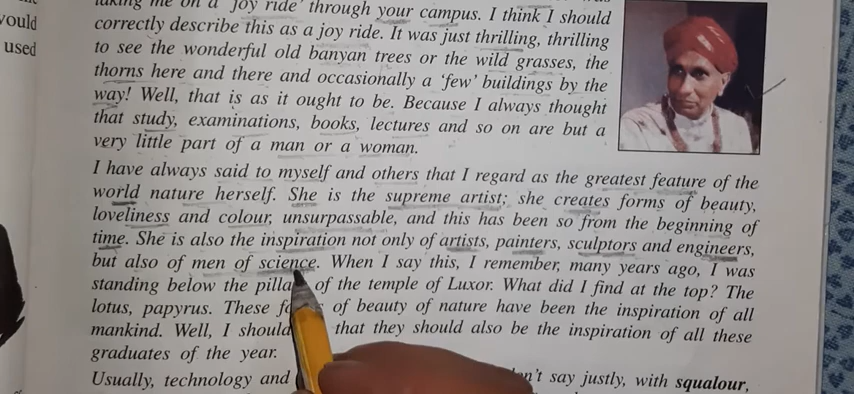 taking me on a 'joy ride' through your campus. I think I should
correctly describe this as a joy ride. It was just thrilling, thrilling
to see the wonderful old banyan trees or the wild grasses, the
thorns here and there and occasionally a 'few' buildings by the
way! Well, that is as it ought to be. Because I always thought
that study, examinations, books, lectures and so on are but a
very little part of a man or a woman.
I have always said to myself and others that I regard as the greatest feature of the
world nature herself. She is the supreme artist; she creates forms of beauty,
loveliness and colour, unsurpassable, and this has been so from the beginning of
time. She is also the inspiration not only of artists, painters, sculptors and engineers,
but also of men of science. When I say this, I remember, many years ago, I was
standing below the of the temple of Luxor. What did I find at the top? The
lotus, papyrus. These of beauty of nature have been the inspiration of all
mankind. Well, I should that they should also be the inspiration of all these
graduates of the year.
Usually, technology and say justly, with squalour,
used